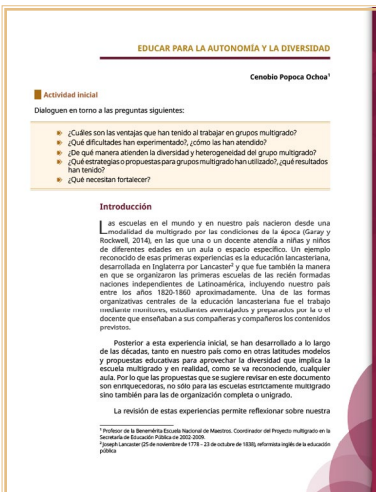 EDUCAR PARA LA AUTONOMÍA Y LA DIVERSIDAD
Cenobio Popoca Ochoa¹
Actividad inicial
Dialoguen en torno a las preguntas siguientes:
¿Cuáles son las ventajas que han tenido al trabajar en grupos multigrado?
¿Qué dificultades han experimentado?, ¿cómo las han atendido?
¿De qué manera atienden la diversidad y heterogeneidad del grupo multigrado?
¿Qué estrategias o propuestas para grupos multigrado han utilizado?, ¿qué resultados
han tenido?
¿Qué necesitan fortalecer?
Introducción
Las escuelas en el mundo y en nuestro país nacieron desde una
modalidad de multigrado por las condiciones de la época (Garay y
Rockwell, 2014), en las que una o un docente atendía a niñas y niños
de diferentes edades en un aula o espacio específico. Un ejemplo
reconocido de esas primeras experiencias es la educación lancasteriana,
desarrollada en Inglaterra por Lancaster² y que fue también la manera
en que se organizaron las primeras escuelas de las recién formadas
naciones independientes de Latinoamérica, incluyendo nuestro país
entre los años 1820-1860 aproximadamente. Una de las formas
organizativas centrales de la educación lancasteriana fue el trabajo
mediante monitores, estudiantes aventajados y preparados por la o el
docente que enseñaban a sus compañeras y compañeros los contenidos
previstos.
Posterior a esta experiencia inicial, se han desarrollado a lo largo
de las décadas, tanto en nuestro país como en otras latitudes modelos
y propuestas educativas para aprovechar la diversidad que implica la
escuela multigrado y en realidad, como se va reconociendo, cualquier
aula. Por lo que las propuestas que se sugiere revisar en este documento
son enriquecedoras, no sólo para las escuelas estrictamente multigrado
sino también para las de organización completa o unigrado.
La revisión de estas experiencias permite reflexionar sobre nuestra
¹ Profesor de la Benemérita Escuela Nacional de Maestros. Coordinador del Proyecto multigrado en la
Secretaría de Educación Pública de 2002-2009.
² Joseph Lancaster (25 de noviembre de 1778 – 23 de octubre de 1838), reformista inglés de la educación
pública